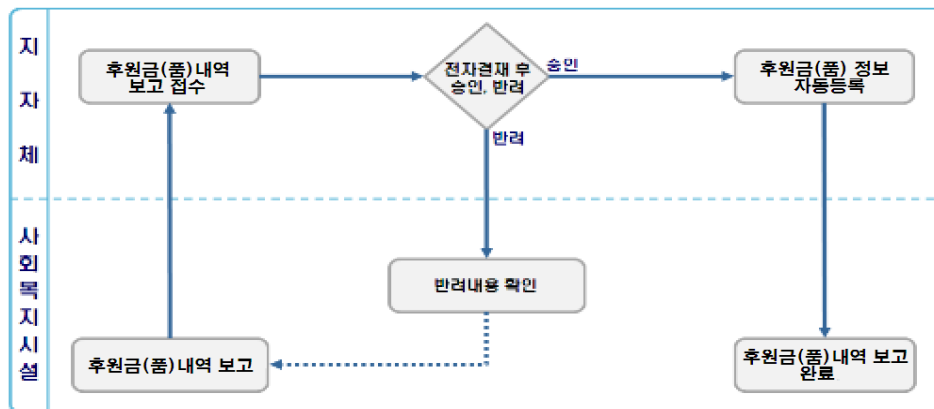 지자체
후원금(품)내역
보고 접수
전자결재 후
승인, 반려
승인
후원금(품) 정보
자동등록
반려
사회복지시설
반려내용 확인
후원금(품)내역 보고
후원금(품)내역 보고
완료